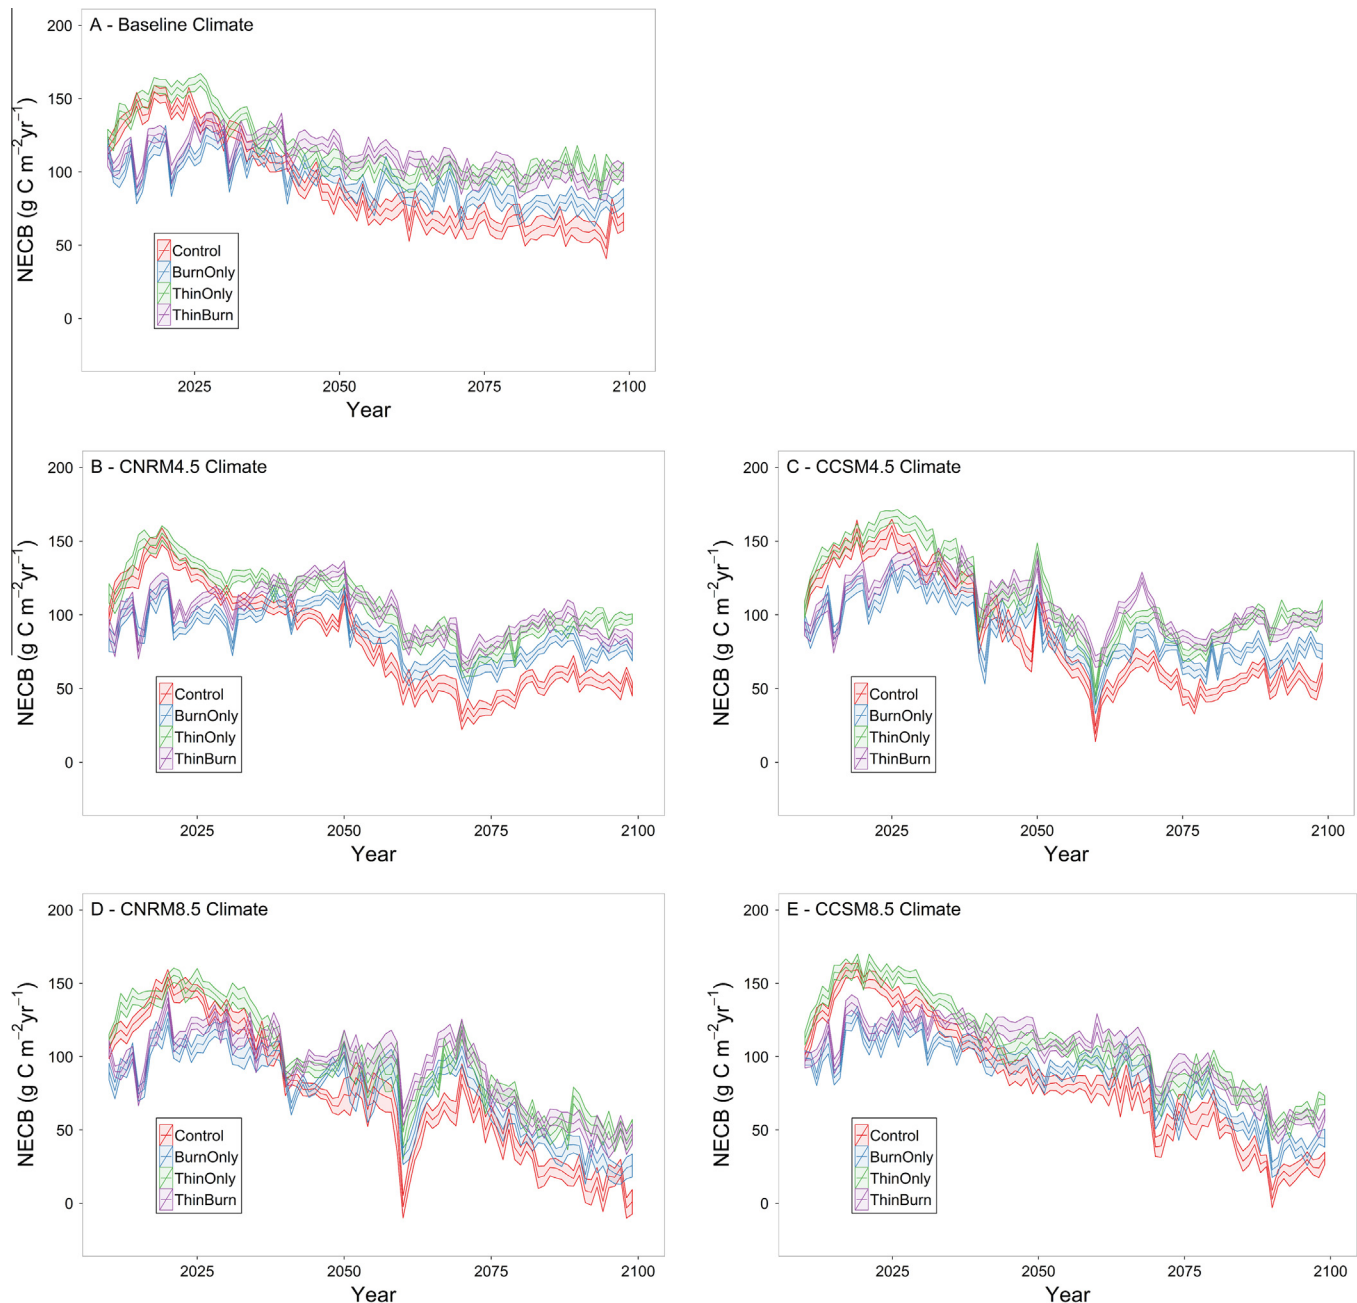 A - Baseline Climate
200
150
100
50
0
NECB (g C m⁻²yr⁻¹)
Control
BurnOnly
ThinOnly
ThinBurn
2025 2050 2075 2100
Year
B - CNRM4.5 Climate
200
150
100
50
0
NECB (g C m⁻²yr⁻¹)
Control
BurnOnly
ThinOnly
ThinBurn
2025 2050 2075 2100
Year
C - CCSM4.5 Climate
200
150
100
50
0
NECB (g C m⁻²yr⁻¹)
Control
BurnOnly
ThinOnly
ThinBurn
2025 2050 2075 2100
Year
D - CNRM8.5 Climate
200
150
100
50
0
NECB (g C m⁻²yr⁻¹)
Control
BurnOnly
ThinOnly
ThinBurn
2025 2050 2075 2100
Year
E - CCSM8.5 Climate
200
150
100
50
0
NECB (g C m⁻²yr⁻¹)
Control
BurnOnly
ThinOnly
ThinBurn
2025 2050 2075 2100
Year